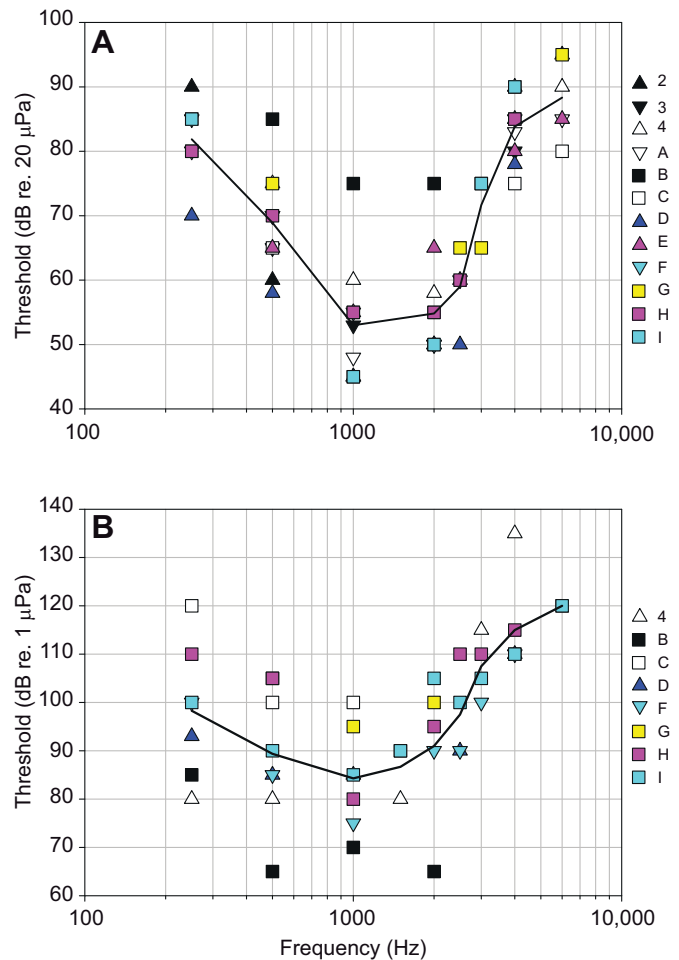 A
Threshold (dB re. 20 µPa)
100
90
80
70
60
50
40
100
1000
10,000
2
3
4
A
B
C
D
E
F
G
H
I
B
Threshold (dB re. 1 µPa)
140
130
120
110
100
90
80
70
60
100
1000
10,000
Frequency (Hz)
4
B
C
D
F
G
H
I